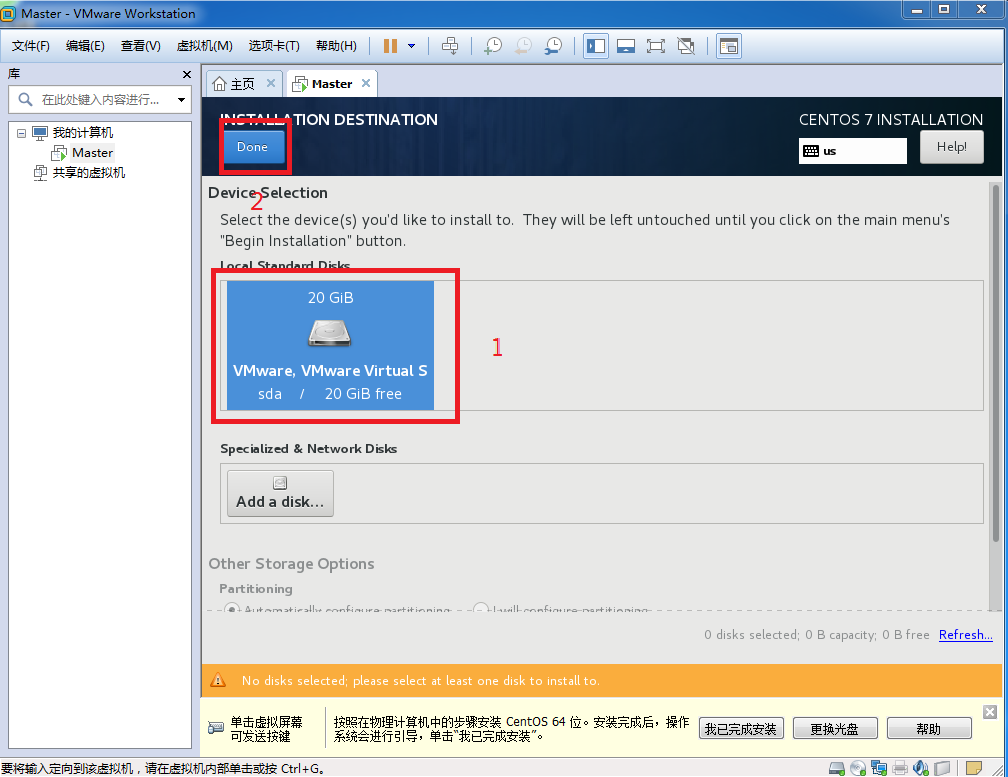 Master - VMware Workstation
文件(F) 编辑(E) 查看(V) 虚拟机(M) 选项卡(T) 帮助(H)
库
在此处键入内容进行...
我的计算机
Master
共享的虚拟机
主页 Master
INSTALLATION DESTINATION
CENTOS 7 INSTALLATION
Done
us
Help!
Device Selection
2
Select the device(s) you'd like to install to. They will be left untouched until you click on the main menu's
"Begin Installation" button.
Local Standard Disks
20 GiB
VMware, VMware Virtual S
sda / 20 GiB free
1
Specialized & Network Disks
Add a disk...
Other Storage Options
Partitioning
Automatically configure partitioning. I will configure partitioning.
0 disks selected; 0 B capacity; 0 B free Refresh...
No disks selected; please select at least one disk to install to.
单击虚拟屏幕
可发送按键
按照在物理计算机中的步骤安装 CentOS 64 位。安装完成后，操作
系统会进行引导，单击“我已完成安装”。
我已完成安装 更换光盘 帮助
要将输入定向到该虚拟机，请在虚拟机内部单击或按 Ctrl+G。